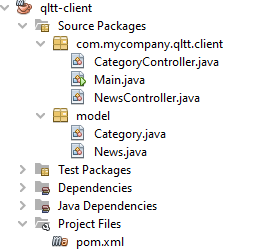 qltt-client
Source Packages
com.mycompany.qltt.client
CategoryController.java
Main.java
NewsController.java
model
Category.java
News.java
Test Packages
Dependencies
Java Dependencies
Project Files
pom.xml